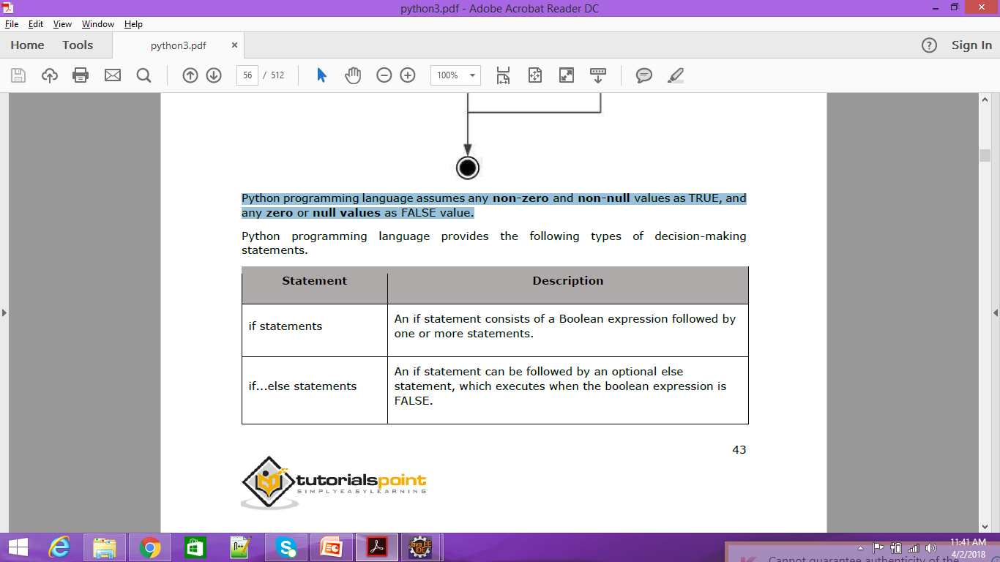 python3.pdf - Adobe Acrobat Reader DC
File Edit View Window Help
Home Tools python3.pdf × ? Sign In
56 / 512 100%
Python programming language assumes any non-zero and non-null values as TRUE, and
any zero or null values as FALSE value.
Python programming language provides the following types of decision-making
statements.
Statement Description
if statements
An if statement consists of a Boolean expression followed by
one or more statements.
if...else statements
An if statement can be followed by an optional else
statement, which executes when the boolean expression is
FALSE.
43
tutorialspoint
SIMPLYEASYLEARNING
Java EE
IDE
11:41 AM
4/2/2018
Cannot guarantee authenticity of the